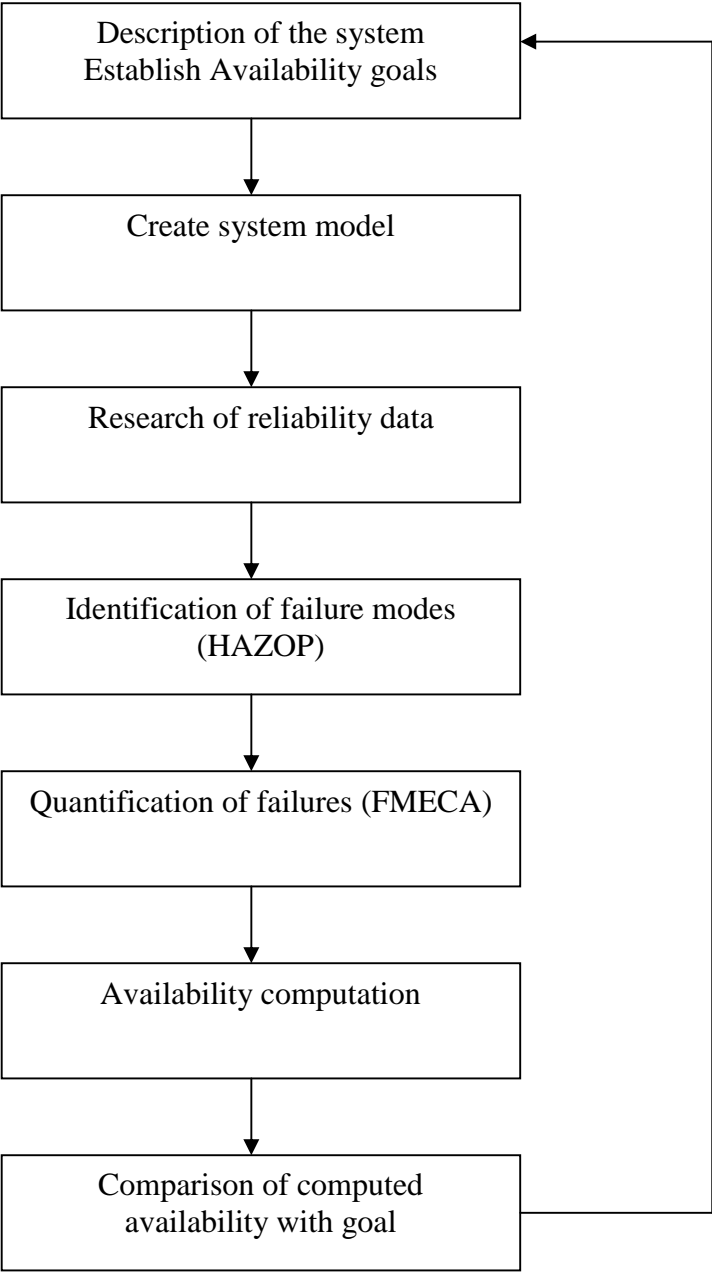 Description of the system
Establish Availability goals
Create system model
Research of reliability data
Identification of failure modes
(HAZOP)
Quantification of failures (FMECA)
Availability computation
Comparison of computed
availability with goal